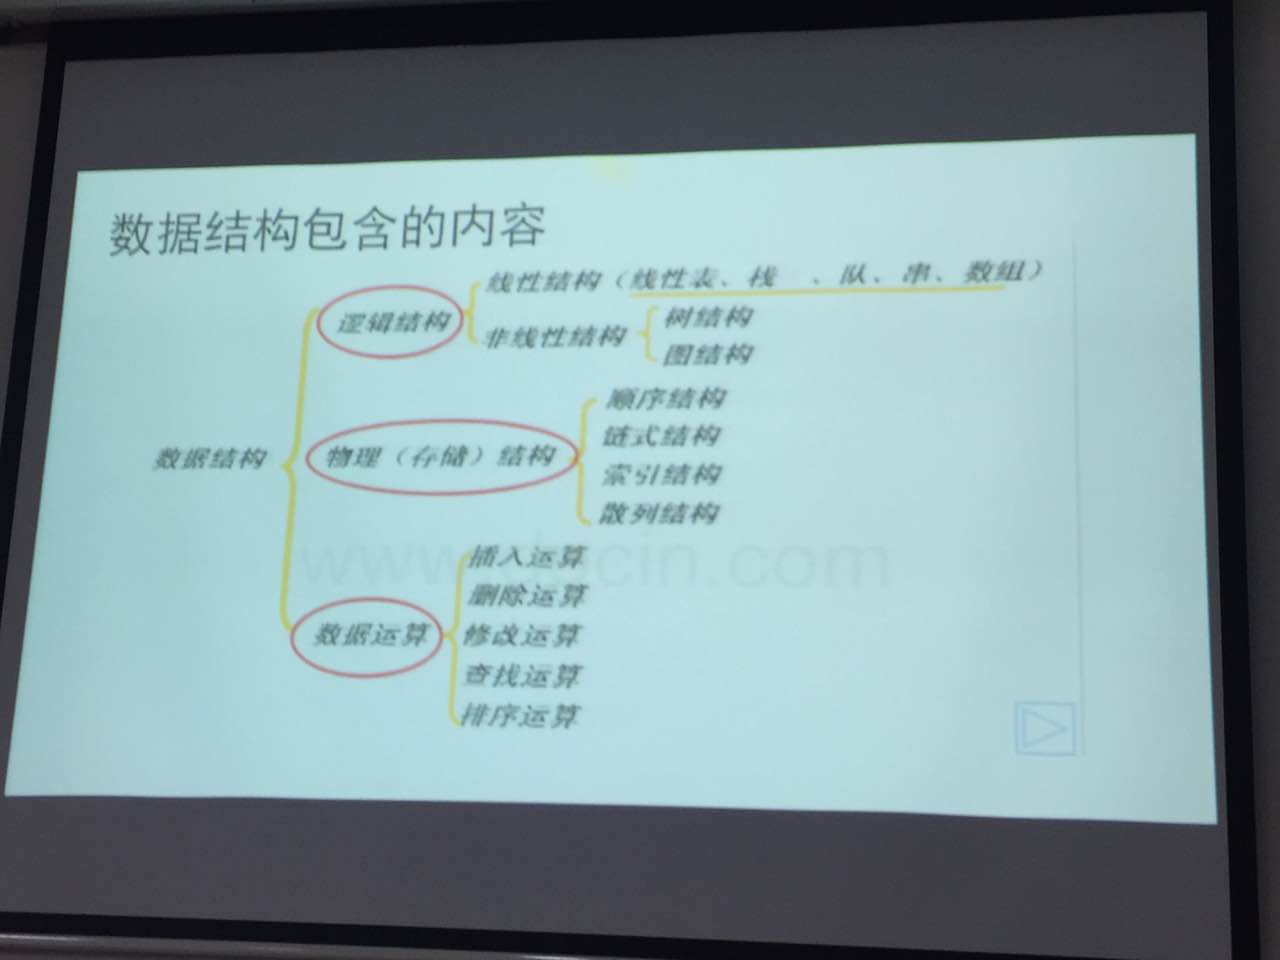 数据结构包含的内容
线性结构（线性表、栈 、队、串、数组）
逻辑结构
非线性结构
树结构
图结构
数据结构
物理（存储）结构
顺序结构
链式结构
索引结构
散列结构
插入运算
删除运算
数据运算
修改运算
查找运算
排序运算